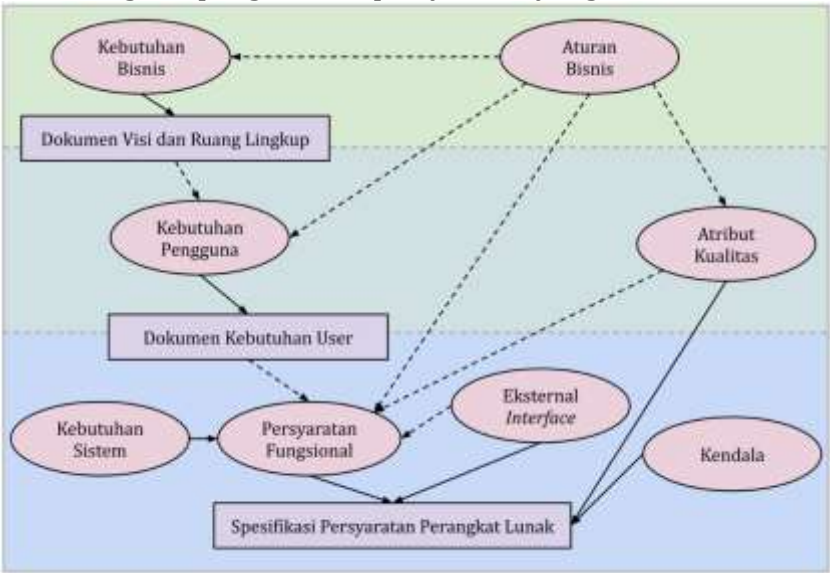 Kebutuhan
Bisnis
Aturan
Bisnis
Dokumen Visi dan Ruang Lingkup
Kebutuhan
Pengguna
Atribut
Kualitas
Dokumen Kebutuhan User
Eksternal
Interface
Kebutuhan
Sistem
Persyaratan
Fungsional
Kendala
Spesifikasi Persyaratan Perangkat Lunak